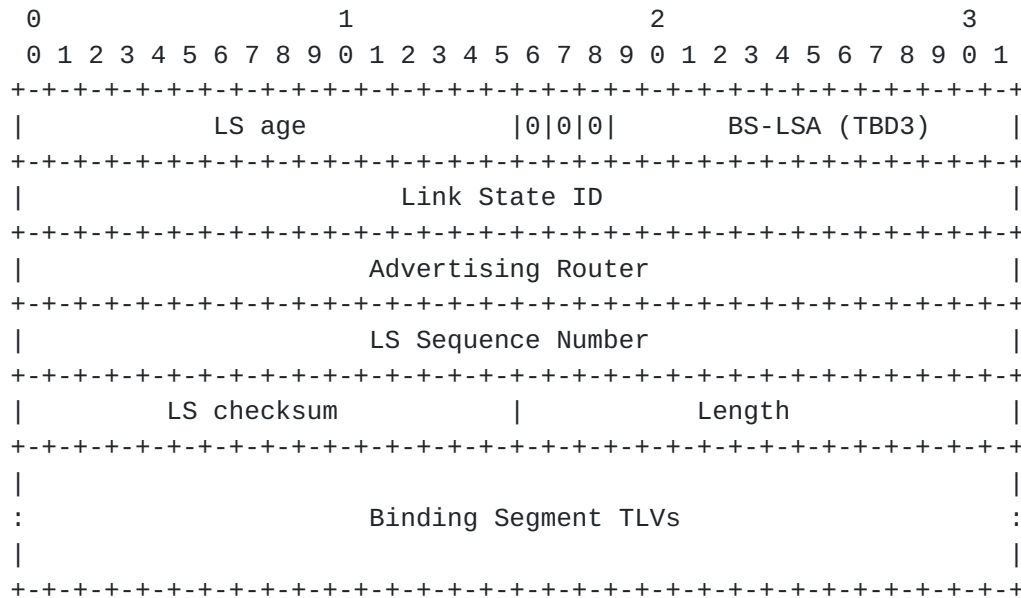 0                   1                   2                   3
 0 1 2 3 4 5 6 7 8 9 0 1 2 3 4 5 6 7 8 9 0 1 2 3 4 5 6 7 8 9 0 1
+-+-+-+-+-+-+-+-+-+-+-+-+-+-+-+-+-+-+-+-+-+-+-+-+-+-+-+-+-+-+-+-+
|            LS age             |0|0|0|       BS-LSA (TBD3)     |
+-+-+-+-+-+-+-+-+-+-+-+-+-+-+-+-+-+-+-+-+-+-+-+-+-+-+-+-+-+-+-+-+
|                        Link State ID                          |
+-+-+-+-+-+-+-+-+-+-+-+-+-+-+-+-+-+-+-+-+-+-+-+-+-+-+-+-+-+-+-+-+
|                      Advertising Router                       |
+-+-+-+-+-+-+-+-+-+-+-+-+-+-+-+-+-+-+-+-+-+-+-+-+-+-+-+-+-+-+-+-+
|                      LS Sequence Number                       |
+-+-+-+-+-+-+-+-+-+-+-+-+-+-+-+-+-+-+-+-+-+-+-+-+-+-+-+-+-+-+-+-+
|         LS checksum           |           Length              |
+-+-+-+-+-+-+-+-+-+-+-+-+-+-+-+-+-+-+-+-+-+-+-+-+-+-+-+-+-+-+-+-+
|                                                               |
:                      Binding Segment TLVs                     :
|                                                               |
+-+-+-+-+-+-+-+-+-+-+-+-+-+-+-+-+-+-+-+-+-+-+-+-+-+-+-+-+-+-+-+-+